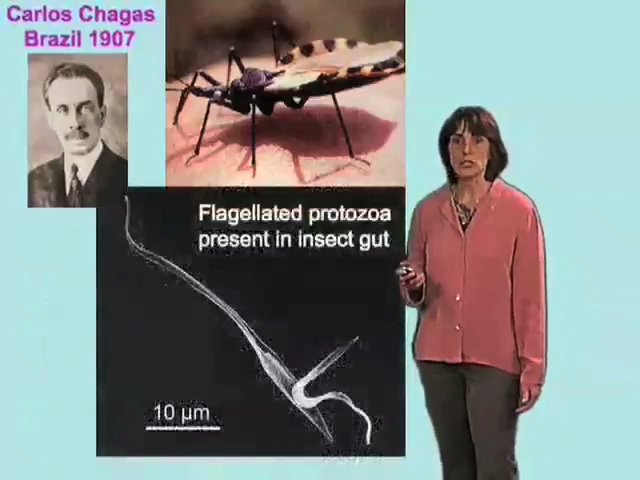 Carlos Chagas
Brazil 1907
Flagellated protozoa
present in insect gut
10 µm